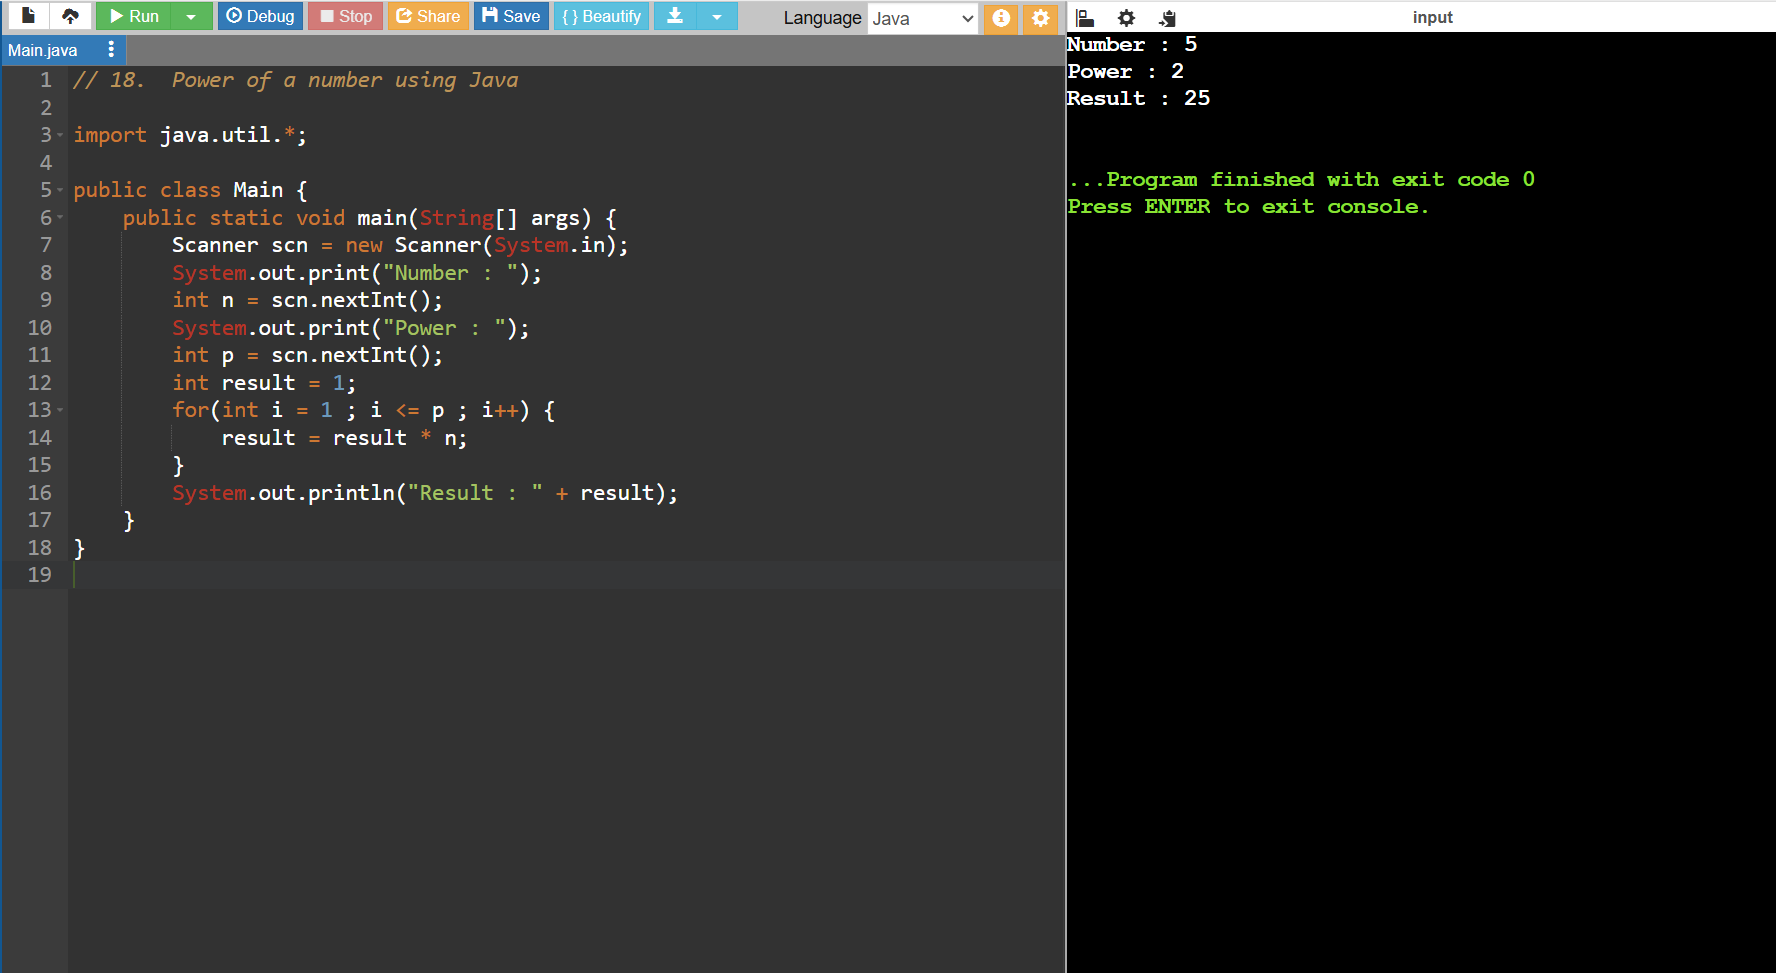 Run Debug Stop Share Save { } Beautify Language Java
Main.java
1 // 18.  Power of a number using Java
2
3 import java.util.*;
4
5 public class Main {
6     public static void main(String[] args) {
7         Scanner scn = new Scanner(System.in);
8         System.out.print("Number : ");
9         int n = scn.nextInt();
10         System.out.print("Power : ");
11         int p = scn.nextInt();
12         int result = 1;
13         for(int i = 1 ; i <= p ; i++) {
14             result = result * n;
15         }
16         System.out.println("Result : " + result);
17     }
18 }
19
input
Number : 5
Power : 2
Result : 25
...Program finished with exit code 0
Press ENTER to exit console.